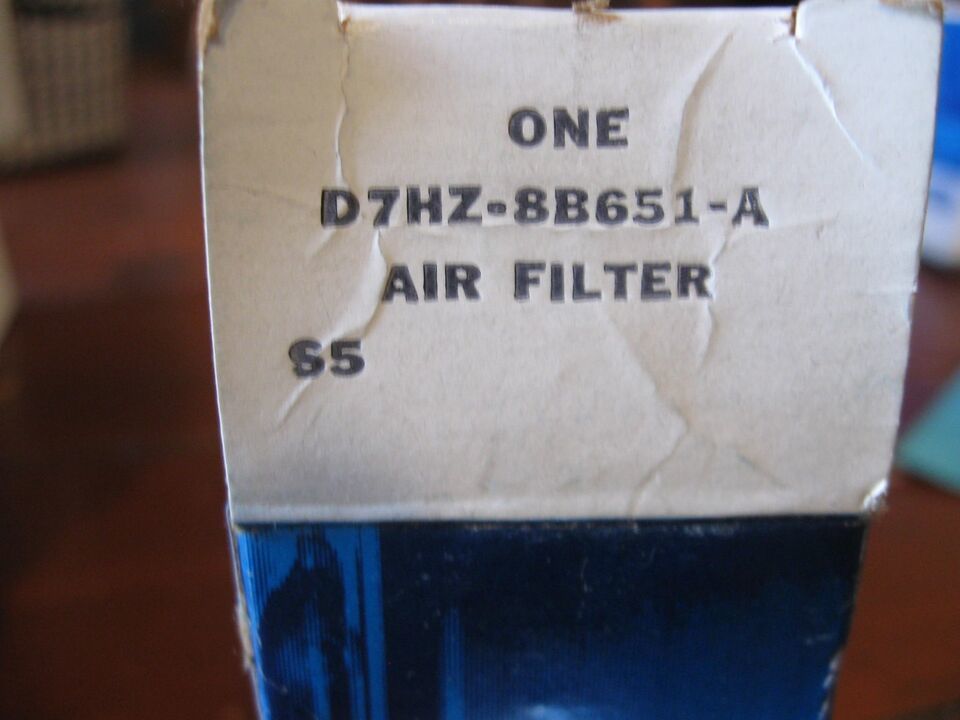 ONE
D7HZ-8B651-A
AIR FILTER
S5